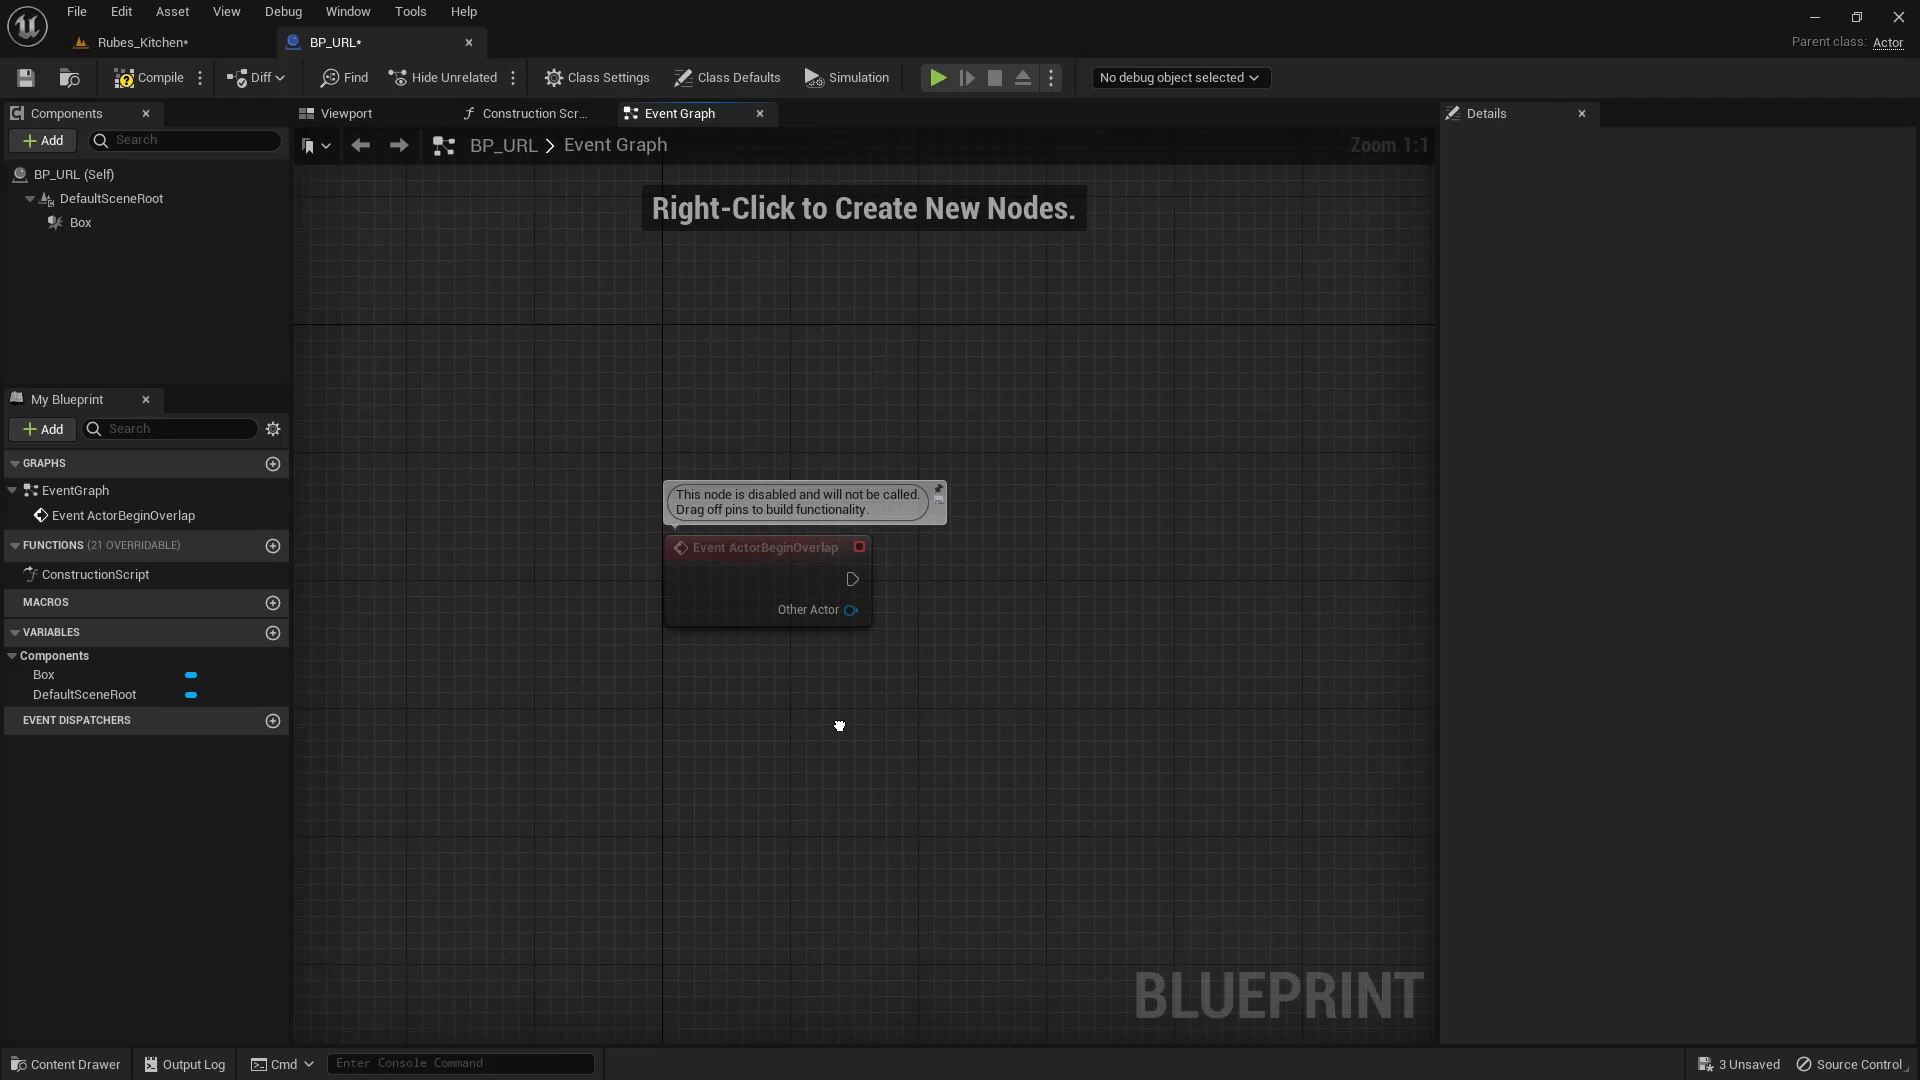 File Edit Asset View Debug Window Tools Help
Rubes_Kitchen*
BP_URL*
Parent class: Actor
Compile
Diff
Find
Hide Unrelated
Class Settings
Class Defaults
Simulation
No debug object selected
Components
Viewport
Construction Scr...
Event Graph
Details
Add
Search
BP_URL > Event Graph
Zoom 1:1
BP_URL (Self)
DefaultSceneRoot
Box
Right-Click to Create New Nodes.
My Blueprint
Add
Search
GRAPHS
EventGraph
Event ActorBeginOverlap
FUNCTIONS (21 OVERRIDABLE)
ConstructionScript
MACROS
VARIABLES
Components
Box
DefaultSceneRoot
EVENT DISPATCHERS
This node is disabled and will not be called.
Drag off pins to build functionality.
Event ActorBeginOverlap
Other Actor
BLUEPRINT
Content Drawer
Output Log
Cmd
Enter Console Command
3 Unsaved
Source Control